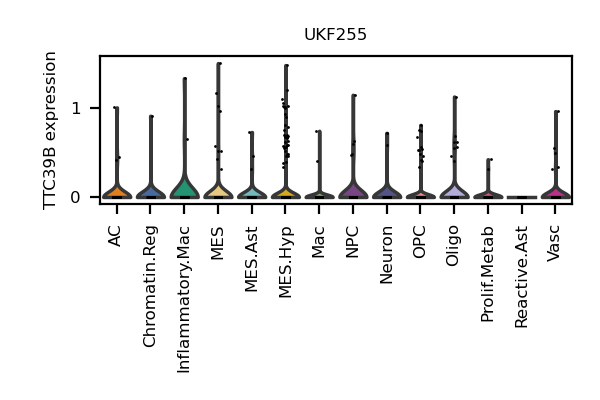 UKF255
TTC39B expression
1
0
AC
Chromatin.Reg
Inflammatory.Mac
MES
MES.Ast
MES.Hyp
Mac
NPC
Neuron
OPC
Oligo
Prolif.Metab
Reactive.Ast
Vasc